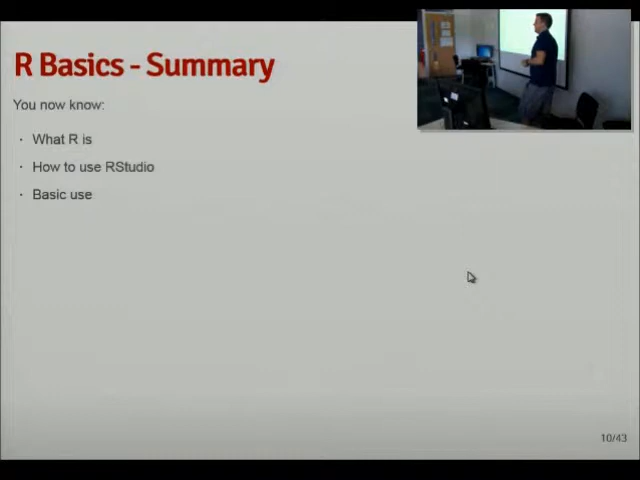 R Basics - Summary
You now know:
· What R is
· How to use RStudio
· Basic use
10/43